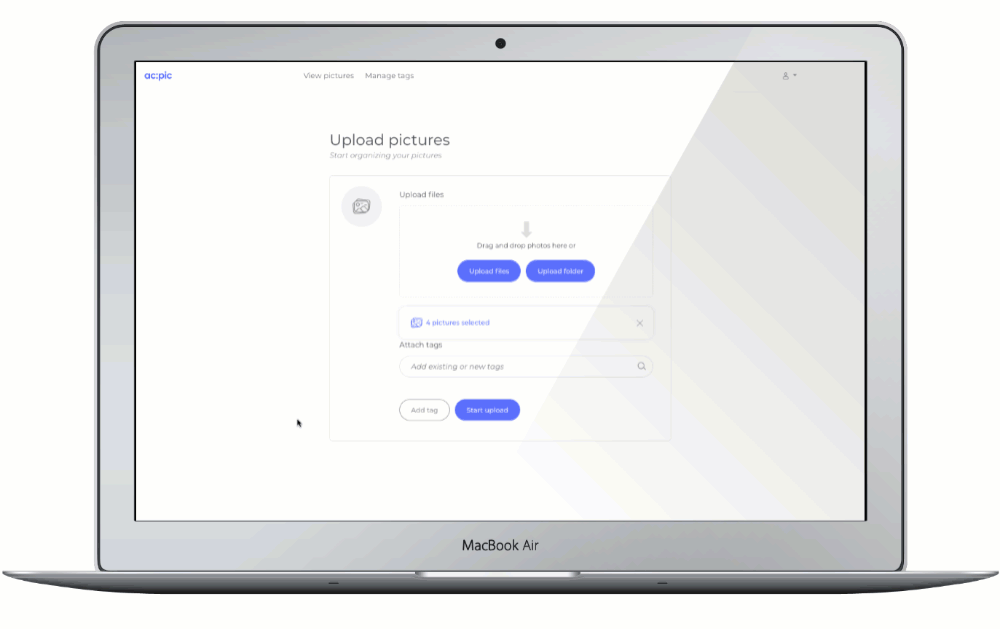 ac;pic
View pictures Manage tags
Upload pictures
Start organizing your pictures
Upload files
Drag and drop photos here or
Upload files Upload folder
4 pictures selected
Attach tags
Add existing or new tags
Add tag Start upload
MacBook Air